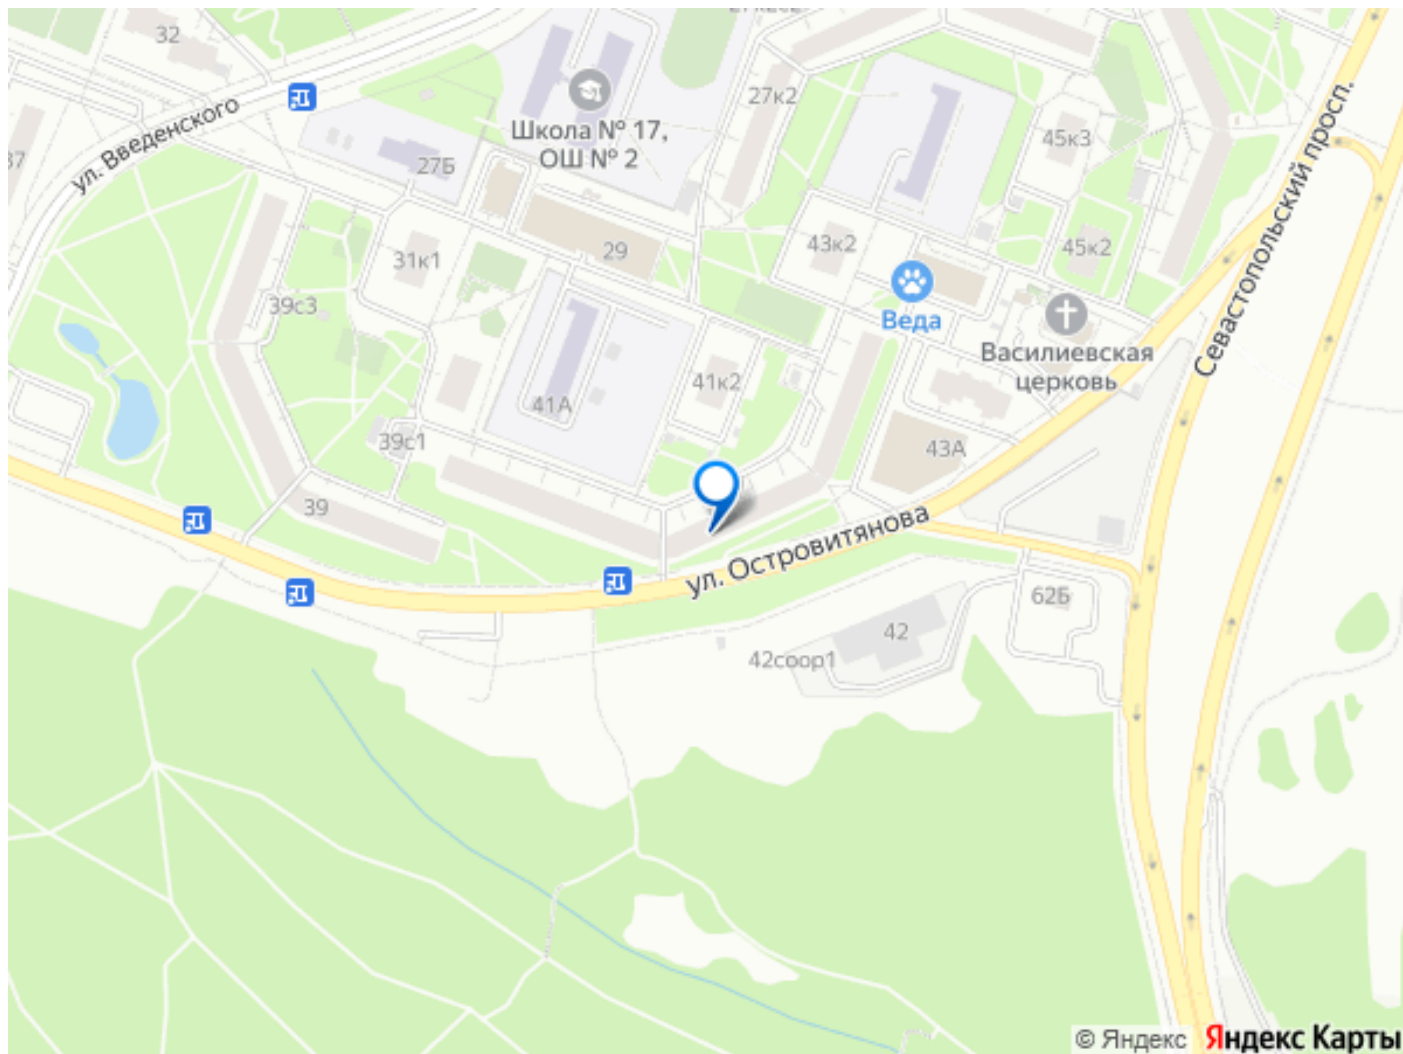 32
ул. Введенского
37
Школа № 17,
ОШ № 2
27Б
27к2
45к3
Севастопольский просп.
29
31к1
43к2
45к2
39с3
Веда
Василиевская
церковь
41к2
41А
39с1
43А
39
ул. Островитянова
62Б
42
42соор1
© Яндекс
Яндекс Карты